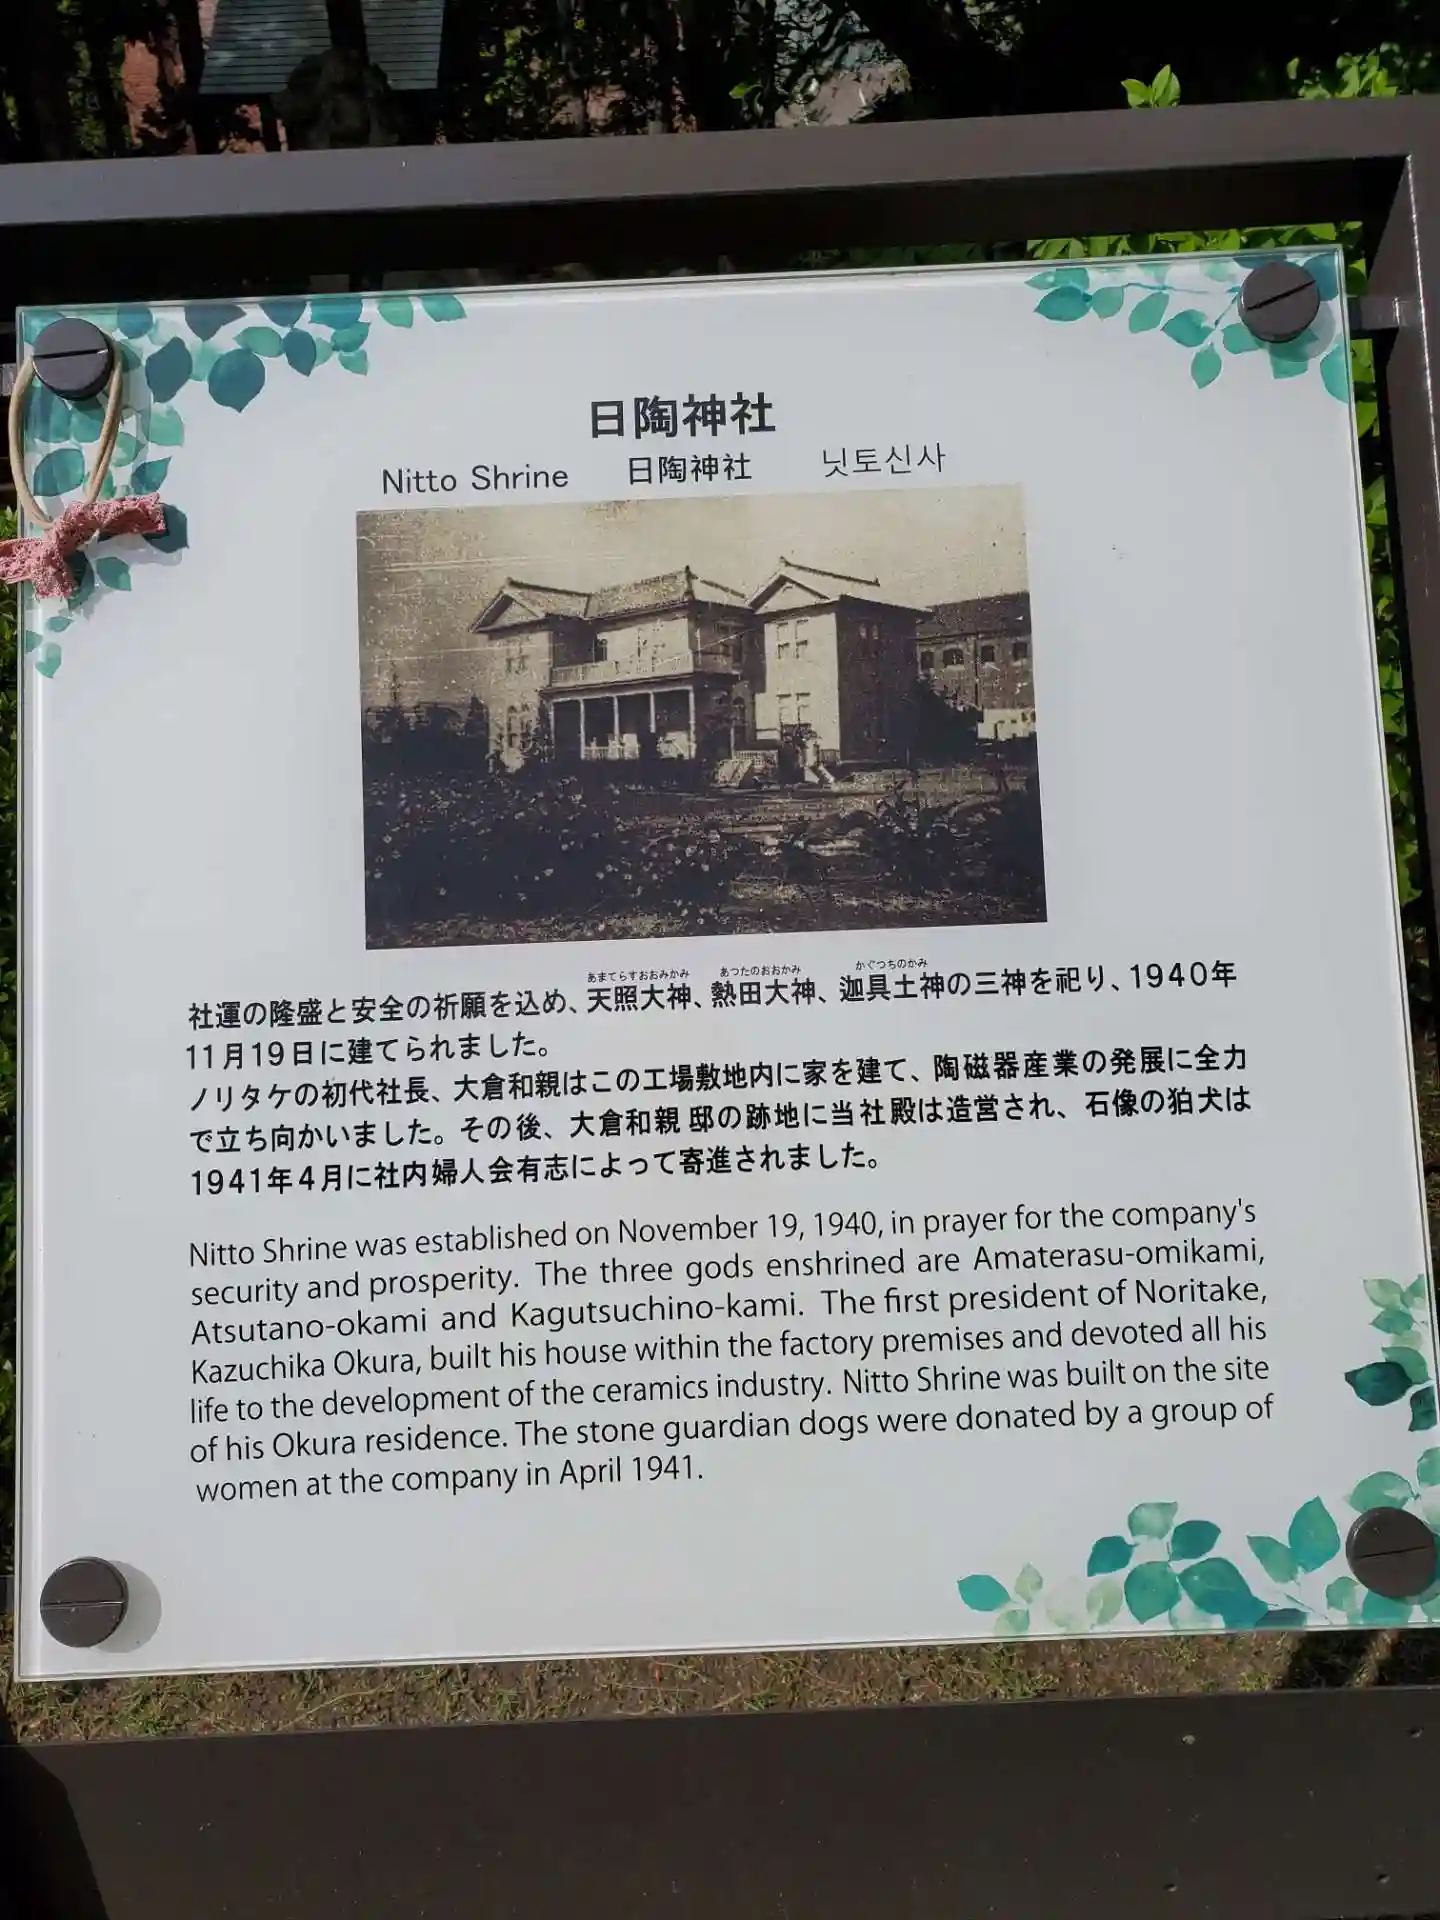 日陶神社
Nitto Shrine 日陶神社 닛토신사
あまてらすおおみかみ あつたのおおかみ かぐつちのかみ
社運の隆盛と安全の祈願を込め、天照大神、熱田大神、迦具土神の三神を祀り、1940年
11月19日に建てられました。
ノリタケの初代社長、大倉和親はこの工場敷地内に家を建て、陶磁器産業の発展に全力
で立ち向かいました。その後、大倉和親 邸の跡地に当社殿は造営され、石像の狛犬は
1941年4月に社内婦人会有志によって寄進されました。
Nitto Shrine was established on November 19, 1940, in prayer for the company's
security and prosperity. The three gods enshrined are Amaterasu-omikami,
Atsutano-okami and Kagutsuchino-kami. The first president of Noritake,
Kazuchika Okura, built his house within the factory premises and devoted all his
life to the development of the ceramics industry. Nitto Shrine was built on the site
of his Okura residence. The stone guardian dogs were donated by a group of
women at the company in April 1941.